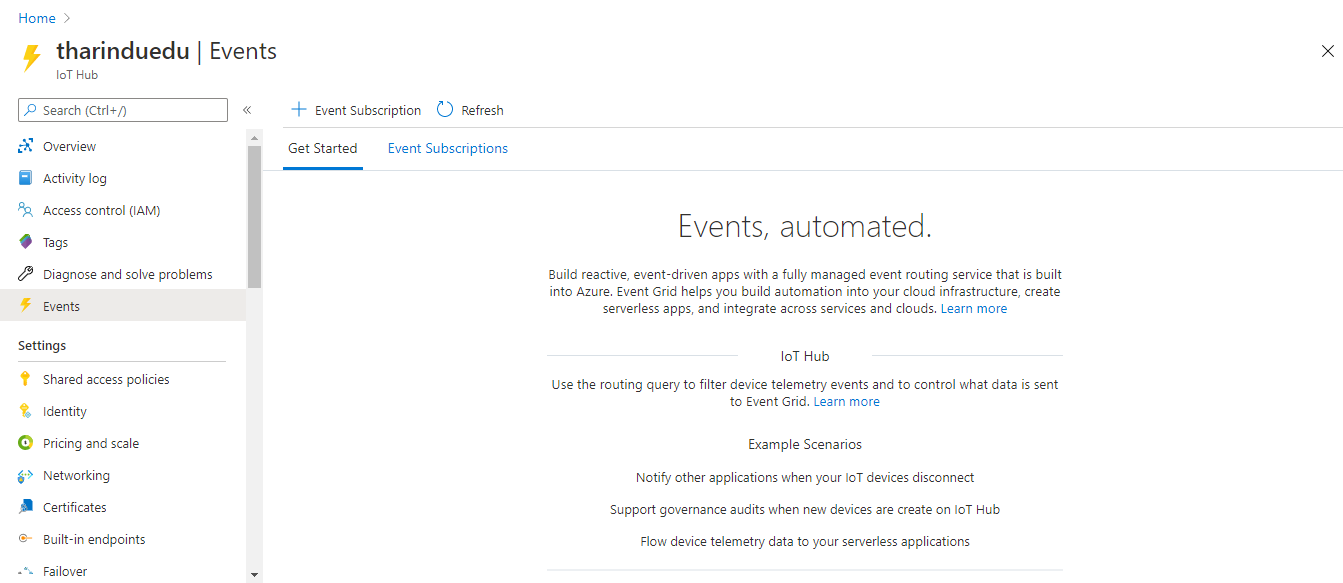 Home
tharinduedu | Events
IoT Hub
Search (Ctrl+/)
Overview
Activity log
Access control (IAM)
Tags
Diagnose and solve problems
Events
Settings
Shared access policies
Identity
Pricing and scale
Networking
Certificates
Built-in endpoints
Failover
Event Subscription Refresh
Get Started Event Subscriptions
Events, automated.
Build reactive, event-driven apps with a fully managed event routing service that is built
into Azure. Event Grid helps you build automation into your cloud infrastructure, create
serverless apps, and integrate across services and clouds. Learn more
IoT Hub
Use the routing query to filter device telemetry events and to control what data is sent
to Event Grid. Learn more
Example Scenarios
Notify other applications when your IoT devices disconnect
Support governance audits when new devices are create on IoT Hub
Flow device telemetry data to your serverless applications